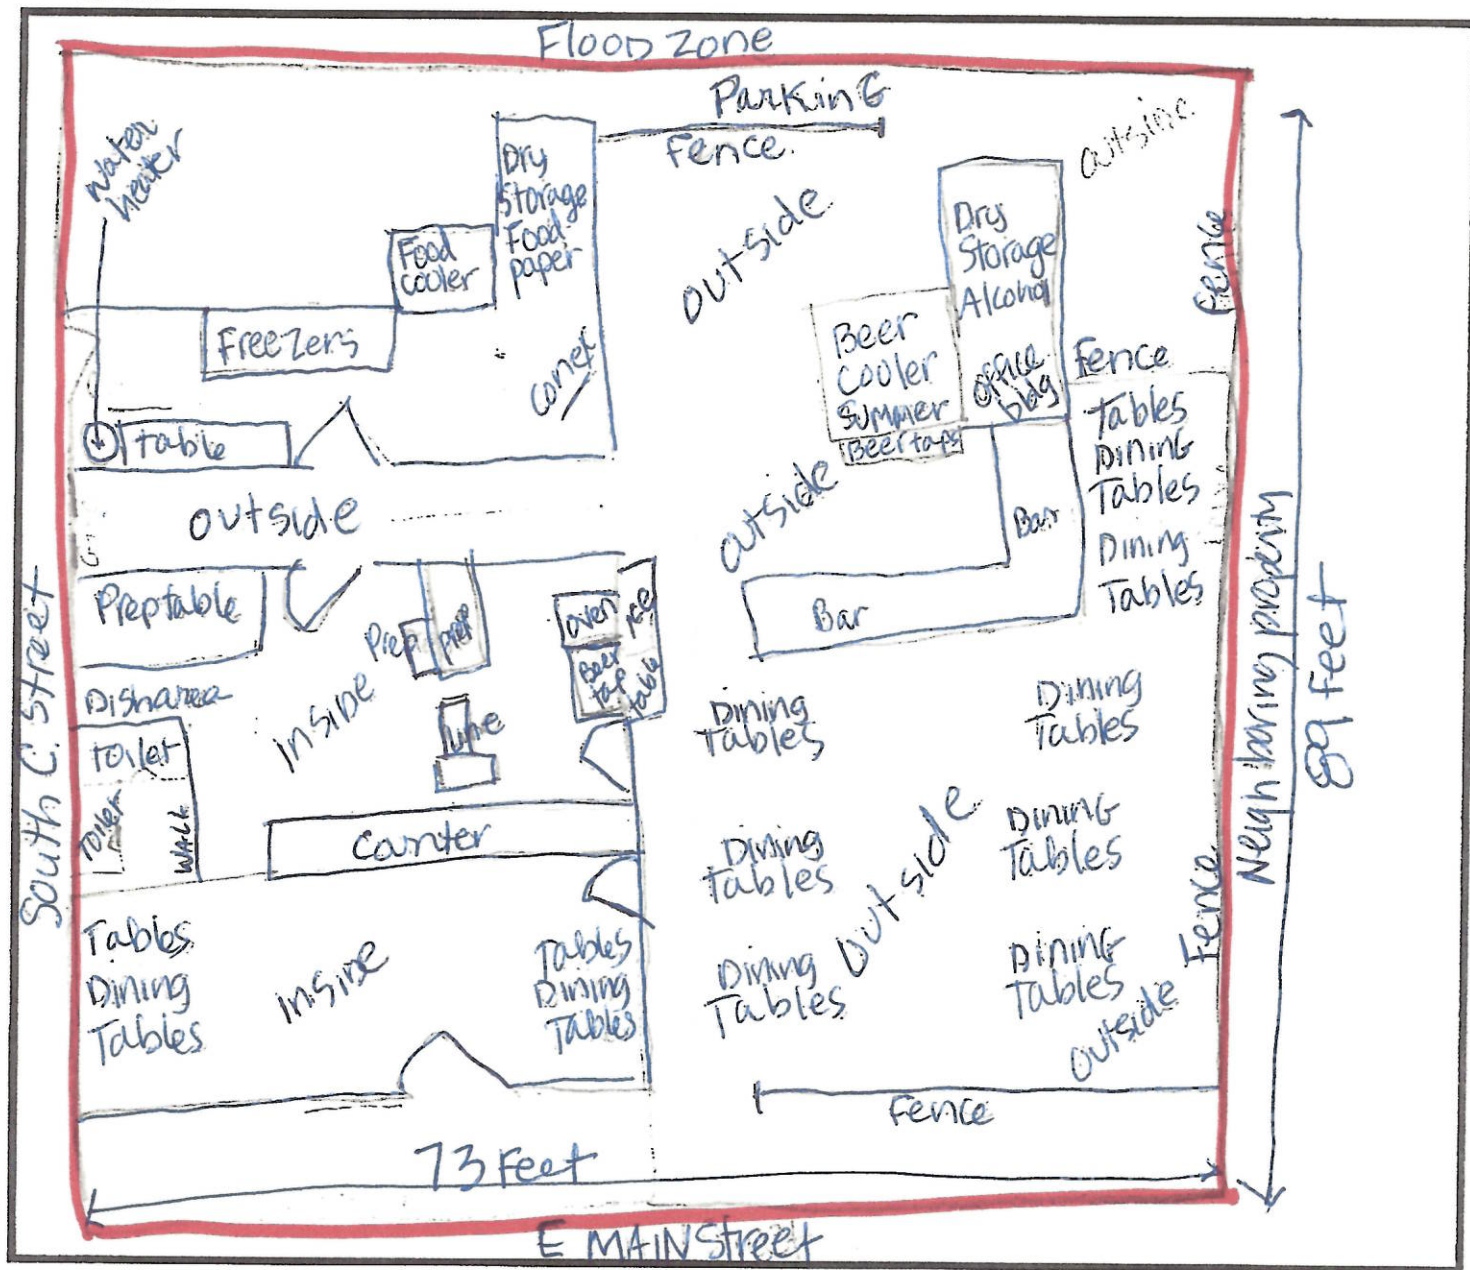 Flood Zone
Parking
Fence.
outside
water
heater
Dry
Storage
Food
paper
Food
cooler
outside
Dry
Storage
Alcohol
Fence
Freezers
Beer
Cooler
Summer
Beer taps
office
bldg
Fence
Tables
Dining
Tables
Dining
Tables
table
outside
outside
Bar
Bar
Preptable
Prep
prep
oven
Beer
tap
table
Disharea
inside
Line
toilet
Toilet
WALL
Counter
Dining
Tables
Dining
Tables
Dining
Tables
Dining
Tables
Dining
Tables
Dining
Tables
outside
Fence
outside
Tables
Dining
Tables
inside
Tables
Dining
Tables
Fence
73 Feet
E MAIN Street
South C. Street
Neighboring property
89 Feet